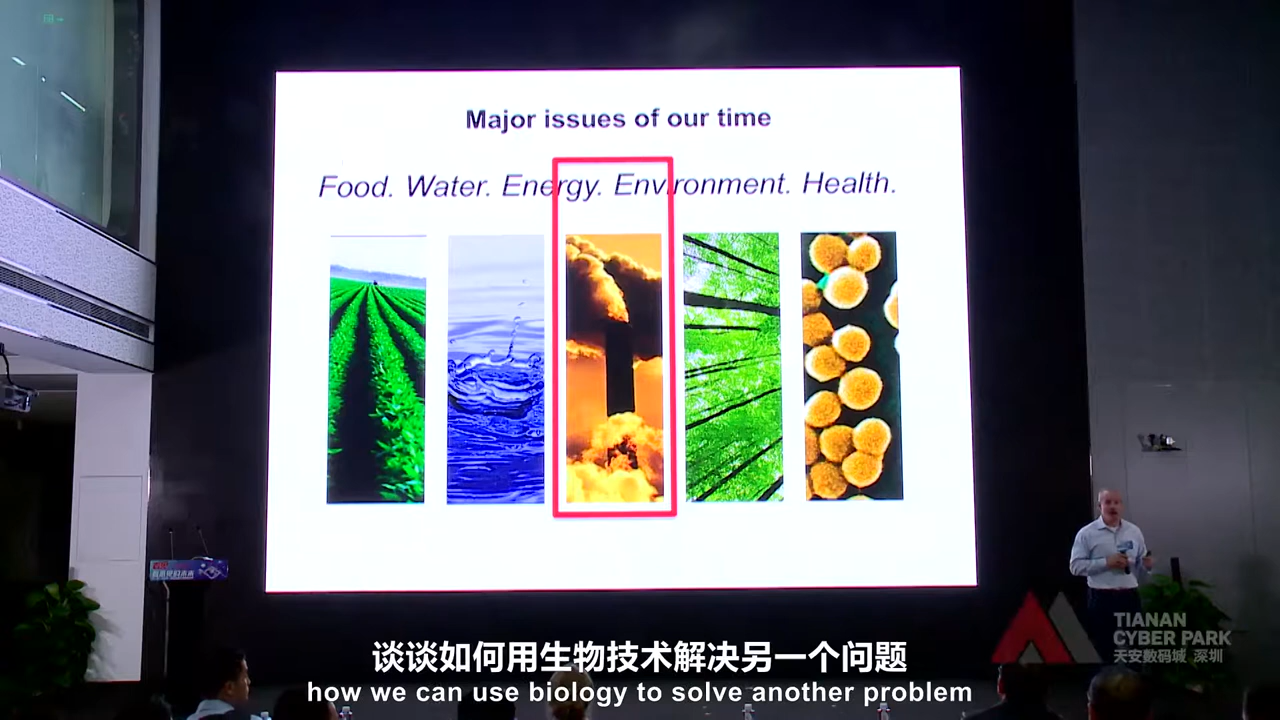 Major issues of our time
Food. Water. Energy. Environment. Health.
TIANAN
CYBER PARK
天安數码城 深圳
谈谈如何用生物技术解决另一个问题
how we can use biology to solve another problem